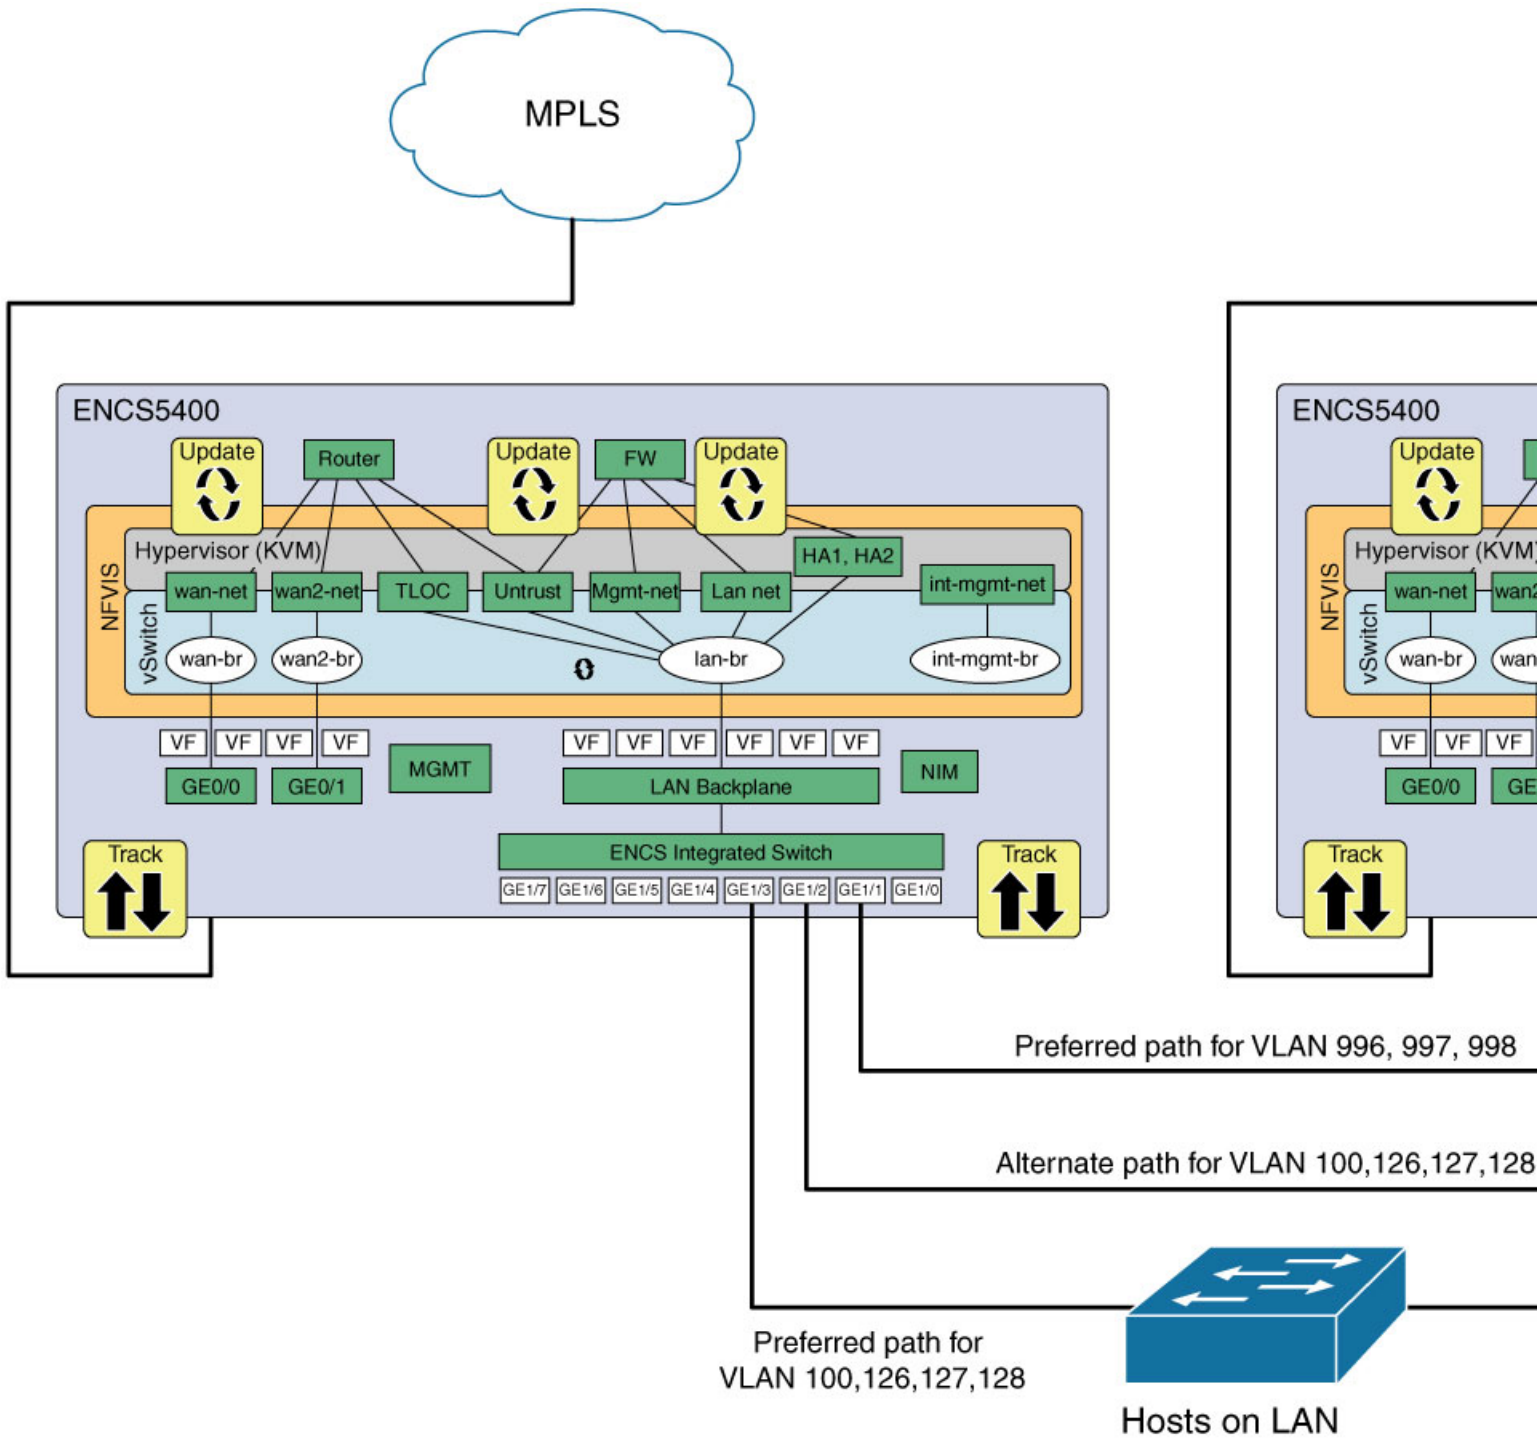 MPLS
ENCS5400
Update
Router
Update
FW
Update
NFVIS
Hypervisor (KVM)
HA1, HA2
wan-net
wan2-net
TLOC
Untrust
Mgmt-net
Lan net
int-mgmt-net
vSwitch
wan-br
wan2-br
lan-br
int-mgmt-br
VF
VF
VF
VF
VF
VF
VF
VF
VF
VF
GE0/0
GE0/1
MGMT
LAN Backplane
NIM
ENCS Integrated Switch
GE1/7
GE1/6
GE1/5
GE1/4
GE1/3
GE1/2
GE1/1
GE1/0
Track
Track
ENCS5400
Update
NFVIS
Hypervisor (KVM)
wan-net
wan2
vSwitch
wan-br
wan
VF
VF
VF
GE0/0
GE
Track
Preferred path for VLAN 996, 997, 998
Alternate path for VLAN 100,126,127,128
Preferred path for
VLAN 100,126,127,128
Hosts on LAN